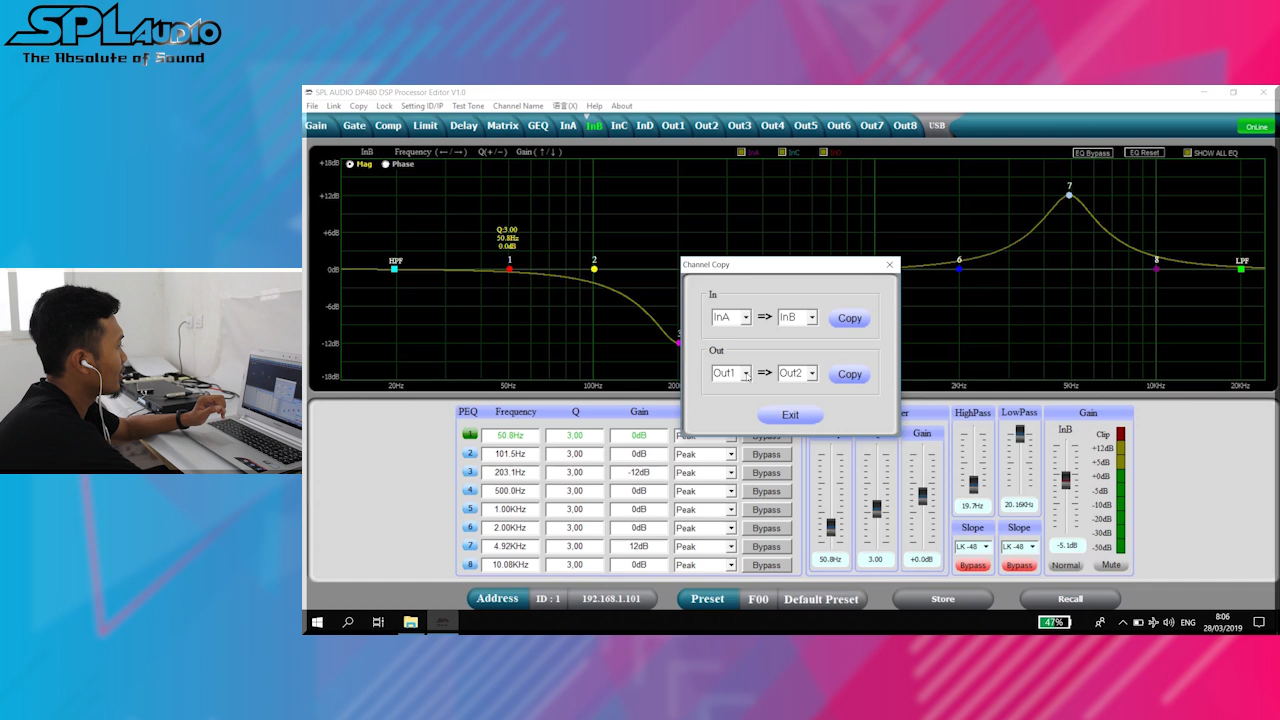 SPL AUDIO
The Absolute of Sound
SPL AUDIO DP480 DSP Processor Editor V1.0
File Link Copy Lock Setting ID/IP Test Tone Channel Name 语言(X) Help About
Gain Gate Comp Limit Delay Matrix GEQ InA InB InC InD Out1 Out2 Out3 Out4 Out5 Out6 Out7 Out8 USB OnLine
InB Frequency (←/→) Q(+/-) Gain(↑/↓) InA InC InD EQ Bypass EQ Reset SHOW ALL EQ
+18dB Mag Phase
+12dB
+6dB
0dB
-6dB
-12dB
-18dB
Q:3.00
50.8Hz
0.0dB
HPF 1 2 6 7 8 LPF
20Hz 50Hz 100Hz 2KHz 5KHz 10KHz 20KHz
Channel Copy
In
InA => InB Copy
Out
Out1 => Out2 Copy
Exit
PEQ Frequency Q Gain
1 50.8Hz 3,00 0dB Bypass
2 101.5Hz 3,00 0dB Peak Bypass
3 203.1Hz 3,00 -12dB Peak Bypass
4 500.0Hz 3,00 0dB Peak Bypass
5 1.00KHz 3,00 0dB Peak Bypass
6 2.00KHz 3,00 0dB Peak Bypass
7 4.92KHz 3,00 12dB Peak Bypass
8 10.08KHz 3,00 0dB Peak Bypass
Gain
50.8Hz 3.00 +0.0dB
HighPass LowPass
19.7Hz 20.16KHz
Slope Slope
LK -48 LK -48
Bypass Bypass
Gain
InB Clip
+12dB
+5dB
+0dB
-5dB
-10dB
-20dB
-30dB
-50dB
-5.1dB
Normal Mute
Address ID : 1 192.168.1.101 Preset F00 Default Preset Store Recall
47% ENG 8:06
28/03/2019